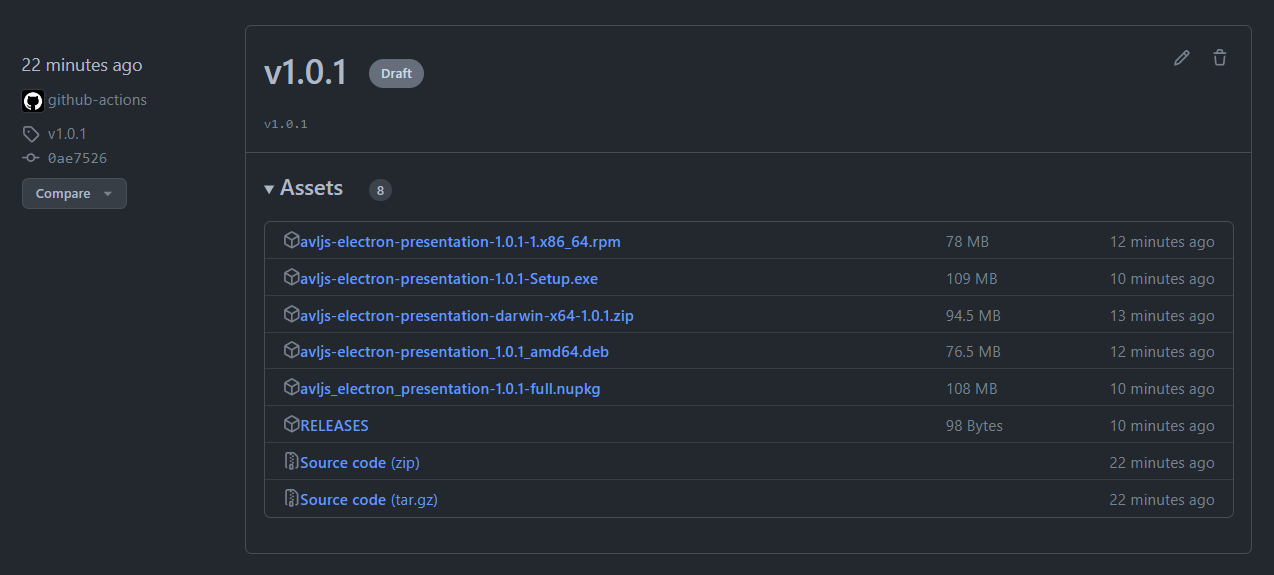 22 minutes ago
github-actions
v1.0.1
0ae7526
Compare
v1.0.1 Draft
v1.0.1
Assets 8
avljs-electron-presentation-1.0.1-1.x86_64.rpm 78 MB 12 minutes ago
avljs-electron-presentation-1.0.1-Setup.exe 109 MB 10 minutes ago
avljs-electron-presentation-darwin-x64-1.0.1.zip 94.5 MB 13 minutes ago
avljs-electron-presentation_1.0.1_amd64.deb 76.5 MB 12 minutes ago
avljs_electron_presentation-1.0.1-full.nupkg 108 MB 10 minutes ago
RELEASES 98 Bytes 10 minutes ago
Source code (zip) 22 minutes ago
Source code (tar.gz) 22 minutes ago